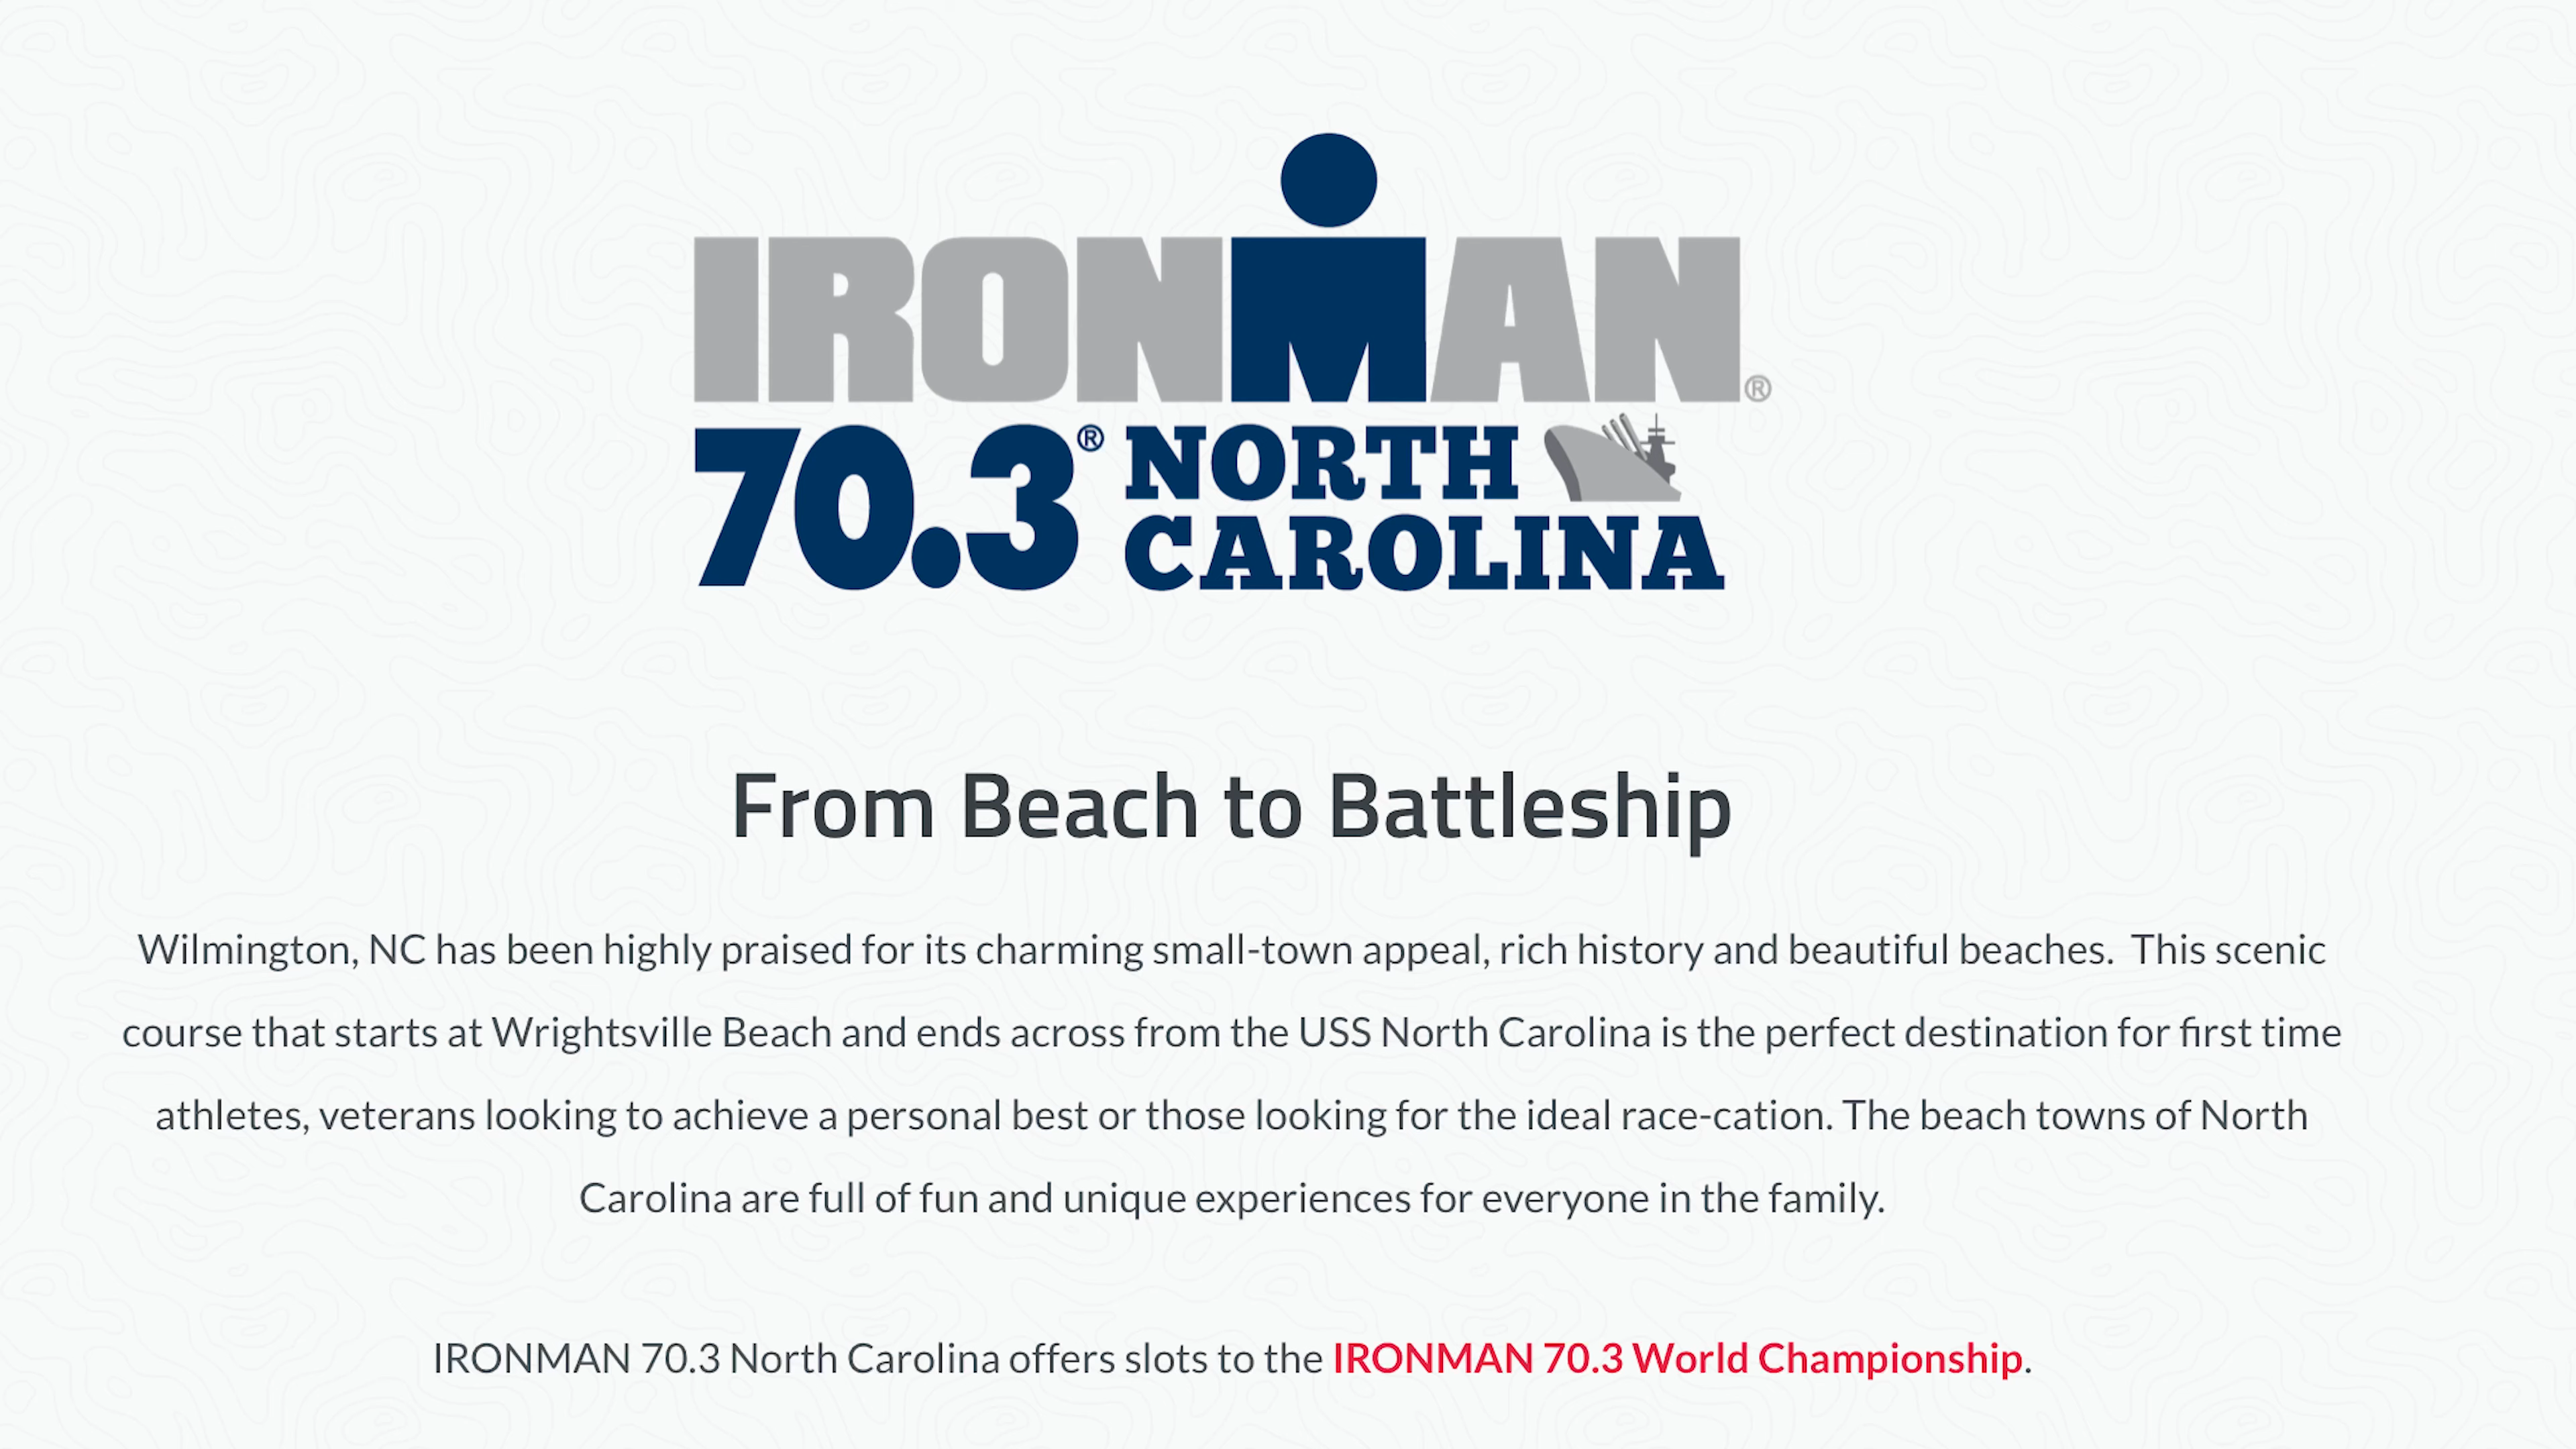 IRONMAN®
70.3® NORTH
CAROLINA
From Beach to Battleship
Wilmington, NC has been highly praised for its charming small-town appeal, rich history and beautiful beaches.  This scenic
course that starts at Wrightsville Beach and ends across from the USS North Carolina is the perfect destination for first time
athletes, veterans looking to achieve a personal best or those looking for the ideal race-cation. The beach towns of North
Carolina are full of fun and unique experiences for everyone in the family.
IRONMAN 70.3 North Carolina offers slots to the IRONMAN 70.3 World Championship.